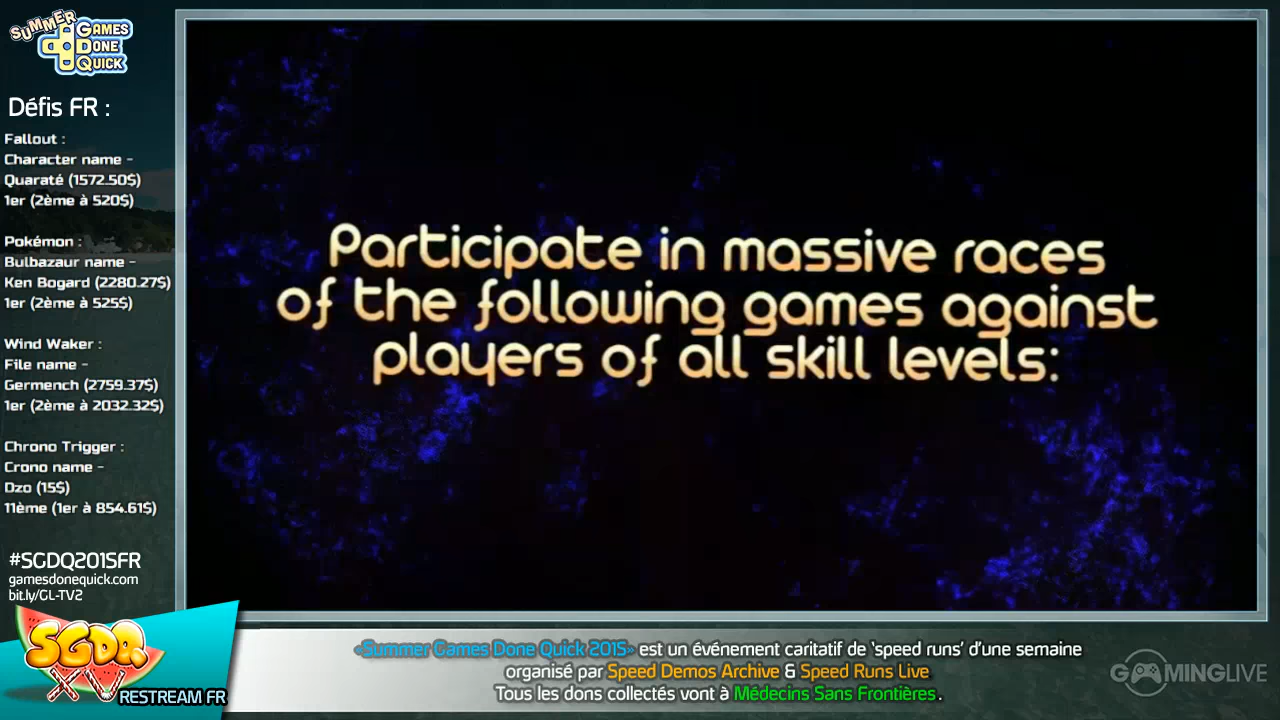 SUMMER
GAMES
DONE
QUICK
Défis FR :
Fallout :
Character name -
Quaraté (1572.50$)
1er (2ème à 520$)
Pokémon :
Bulbazaur name -
Ken Bogard (2280.27$)
1er (2ème à 525$)
Wind Waker :
File name -
Germench (2759.37$)
1er (2ème à 2032.32$)
Chrono Trigger :
Crono name -
Dzo (15$)
11ème (1er à 854.61$)
#SGDQ2015FR
gamesdonequick.com
bit.ly/GL-TV2
SGDQ
RESTREAM FR
Participate in massive races
of the following games against
players of all skill levels:
«Summer Games Done Quick 2015» est un événement caritatif de 'speed runs' d'une semaine
organisé par Speed Demos Archive & Speed Runs Live
Tous les dons collectés vont à Médecins Sans Frontières.
GAMINGLIVE